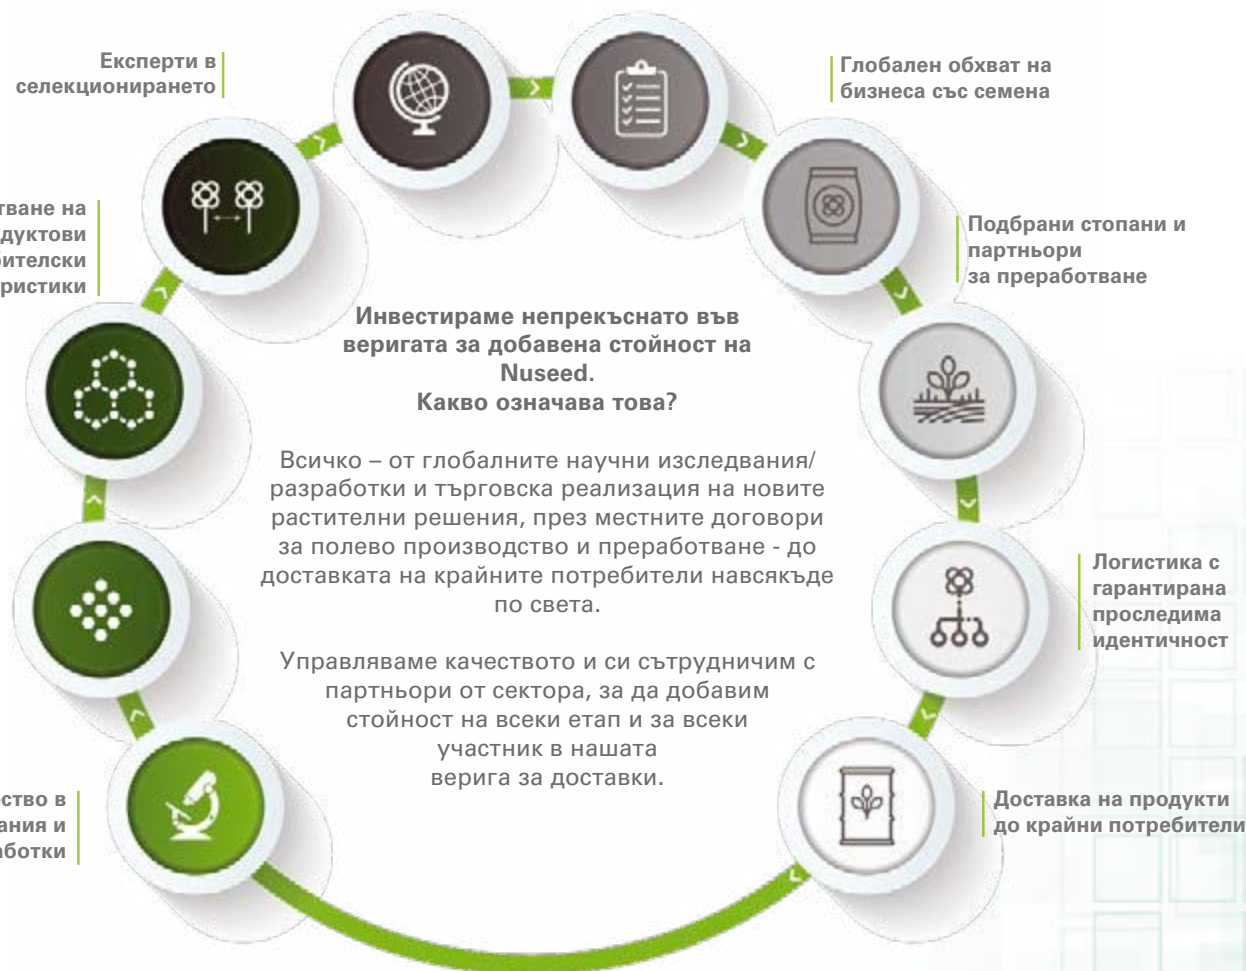 Експерти в
селекционирането
Глобален обхват на
бизнеса със семена
Подбрани стопани и
партньори
за преработване
Инвестираме непрекъснато във
веригата за добавена стойност на
Nuseed.
Какво означава това?
Всичко – от глобалните научни изследвания/
разработки и търговска реализация на новите
растителни решения, през местните договори
за полево производство и преработване - до
доставката на крайните потребители навсякъде
по света.
Управляваме качеството и си сътрудничим с
партньори от сектора, за да добавим
стойност на всеки етап и за всеки
участник в нашата
верига за доставки.
Логистика с
гарантирана
проследима
идентичност
Доставка на продукти
до крайни потребители
на
и